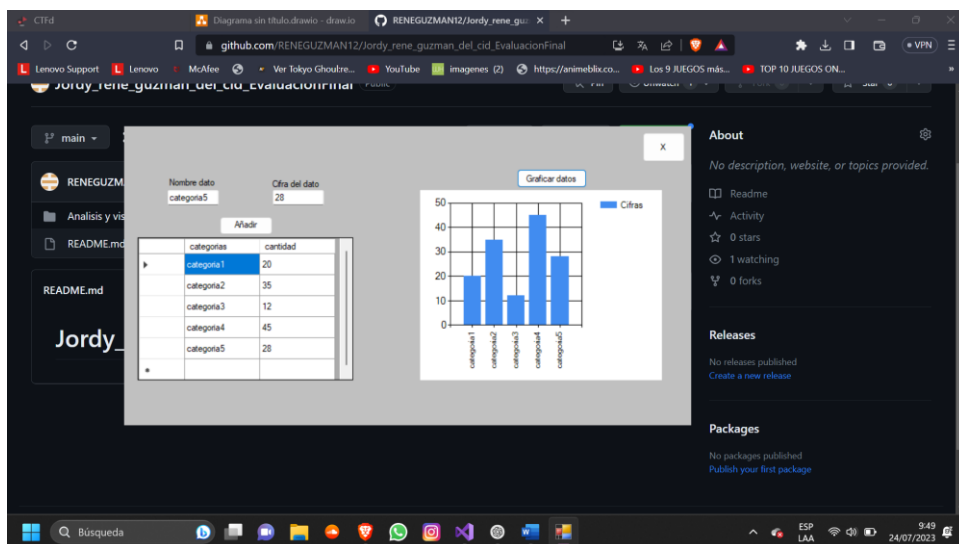 CTFd
Diagrama sin título.drawio - draw.io
RENEGUZMAN12/Jordy_rene_guz
github.com/RENEGUZMAN12/Jordy_rene_guzman_del_cid_EvaluacionFinal
VPN
Lenovo Support
Lenovo
McAfee
Ver Tokyo Ghoul:re...
YouTube
imagenes (2)
https://animeblix.co...
Los 9 JUEGOS más...
TOP 10 JUEGOS ON...
Jordy_rene_guzman_del_cid_EvaluacionFinal
main
RENEGUZM
Analisis y vis
README.md
README.md
Jordy_
X
Nombre dato
Cifra del dato
categoria5
28
Añadir
categorias cantidad
categoria1 20
categoria2 35
categoria3 12
categoria4 45
categoria5 28
Graficar datos
50
40
30
20
10
0
categoria1
categoria2
categoria3
categoria4
categoria5
Cifras
About
No description, website, or topics provided.
Readme
Activity
0 stars
1 watching
0 forks
Releases
No releases published
Create a new release
Packages
No packages published
Publish your first package
Búsqueda
ESP
LAA
9:49
24/07/2023